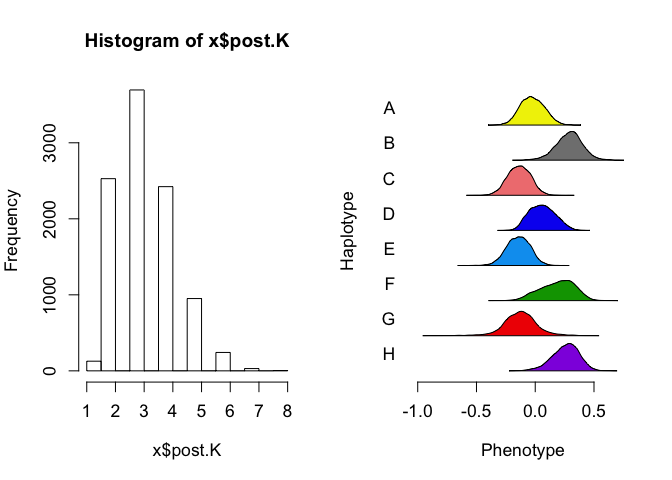 Histogram of x$post.K
Frequency
0
1000
2000
3000
1 2 3 4 5 6 7 8
x$post.K
Haplotype
A
B
C
D
E
F
G
H
-1.0 -0.5 0.0 0.5
Phenotype